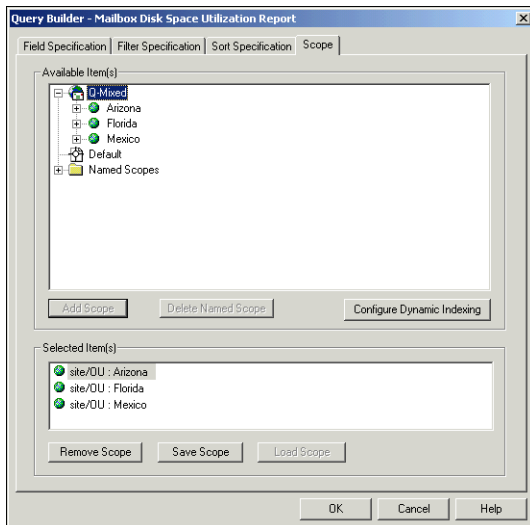 Query Builder - Mailbox Disk Space Utilization Report
Field Specification Filter Specification Sort Specification Scope
Available Item(s)
Q-Mixed
Arizona
Florida
Mexico
Default
Named Scopes
Add Scope Delete Named Scope Configure Dynamic Indexing
Selected Item(s)
site/OU : Arizona
site/OU : Florida
site/OU : Mexico
Remove Scope Save Scope Load Scope
OK Cancel Help